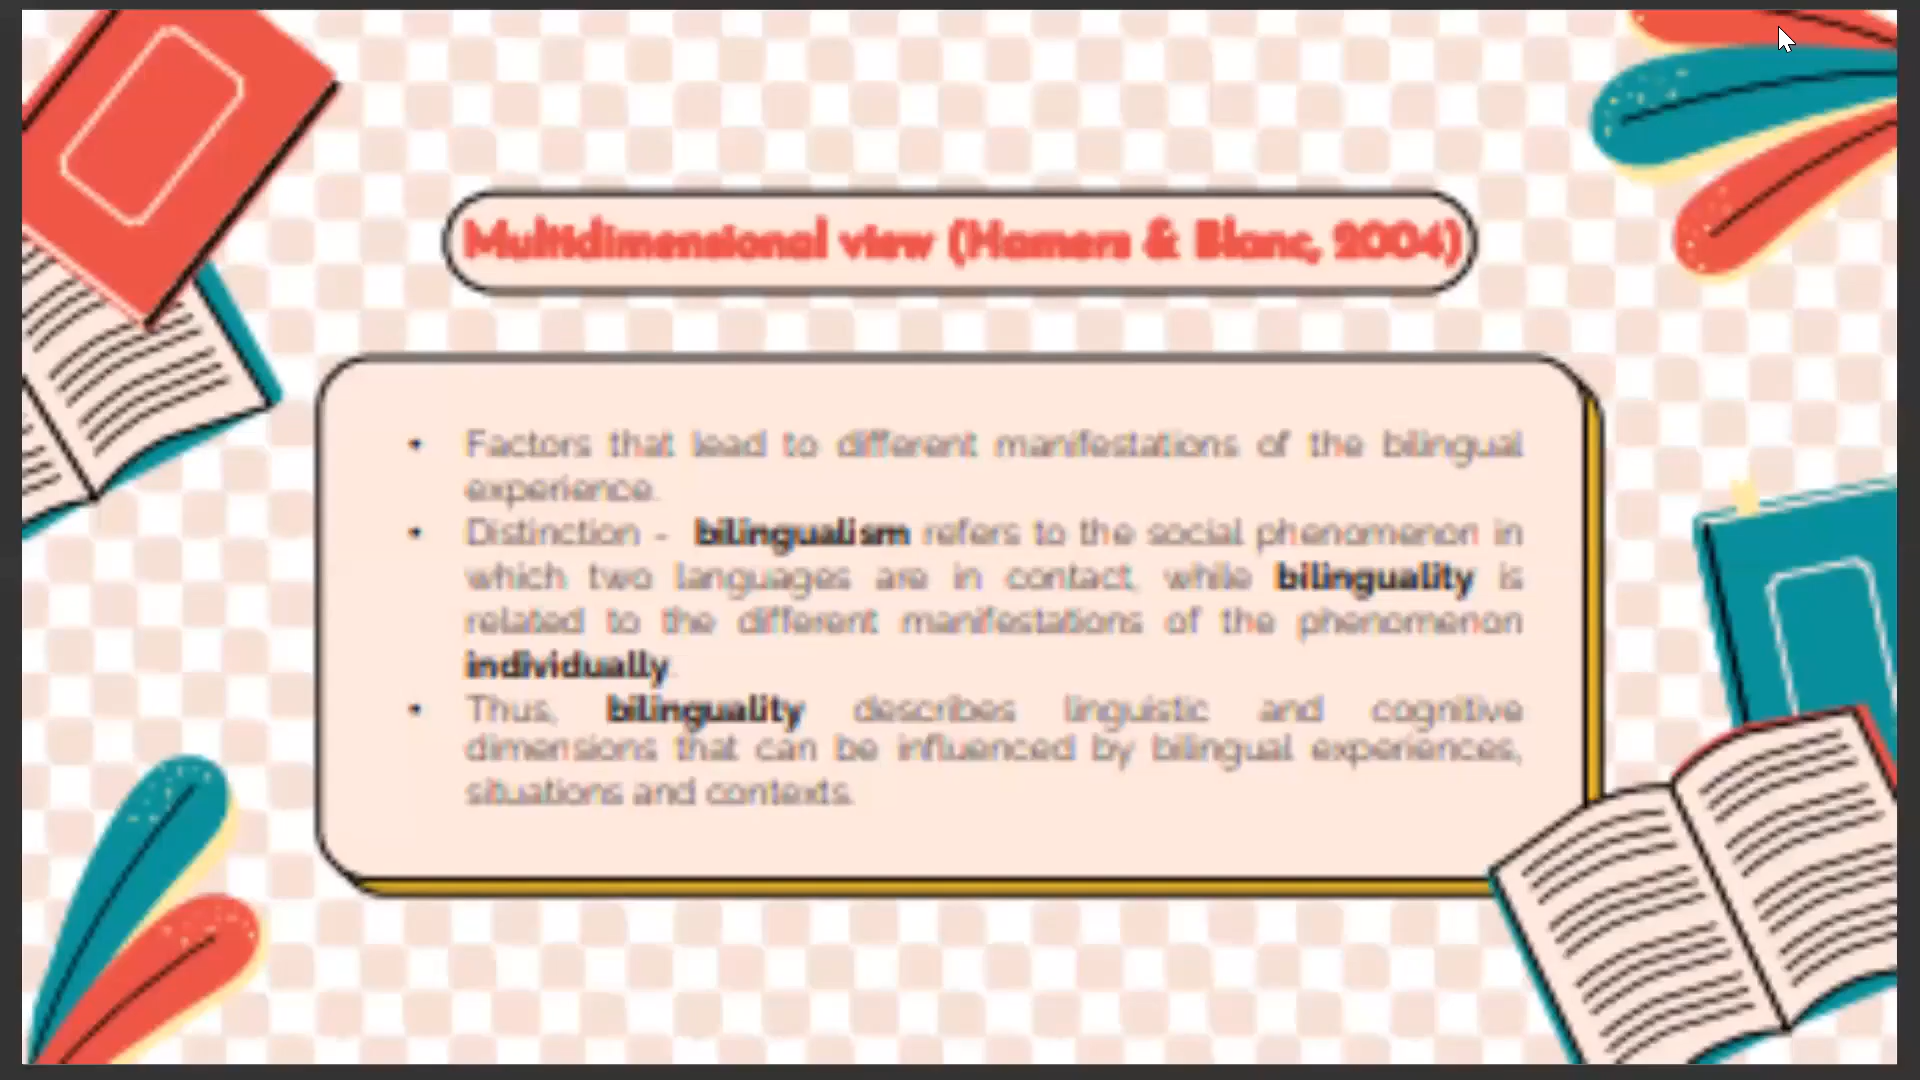 Multidimensional view (Hamers & Blanc, 2004)
• Factors that lead to different manifestations of the bilingual
experience.
• Distinction - bilingualism refers to the social phenomenon in
which two languages are in contact, while bilinguality is
related to the different manifestations of the phenomenon
individually.
• Thus, bilinguality describes linguistic and cognitive
dimensions that can be influenced by bilingual experiences,
situations and contexts.